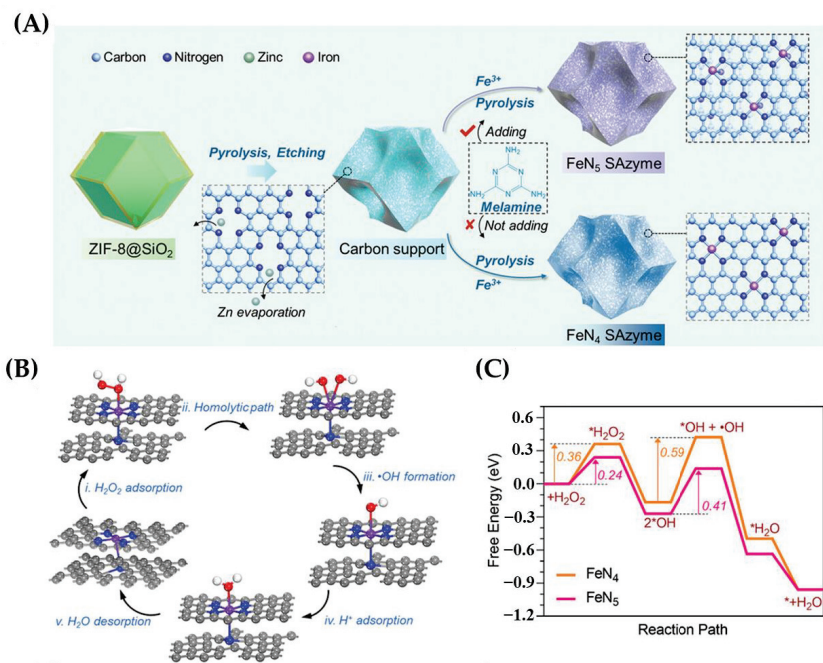 (A)
Carbon Nitrogen Zinc Iron
Fe³⁺
Pyrolysis
Adding
FeN₅ SAzyme
Pyrolysis, Etching
NH₂
NH₂ NH₂
N N
N
Melamine
ZIF-8@SiO₂
Carbon support
Not adding
Zn evaporation
Pyrolysis
Fe³⁺
FeN₄ SAzyme
(B)
ii. Homolytic path
i. H₂O₂ adsorption
iii. •OH formation
v. H₂O desorption
iv. H⁺ adsorption
(C)
Free Energy (eV)
0.6
0.3
0.0
−0.3
−0.6
−0.9
−1.2
*H₂O₂
*OH + •OH
0.36
0.24
0.59
0.41
+H₂O₂
2*OH
*H₂O
*+H₂O
FeN₄
FeN₅
Reaction Path